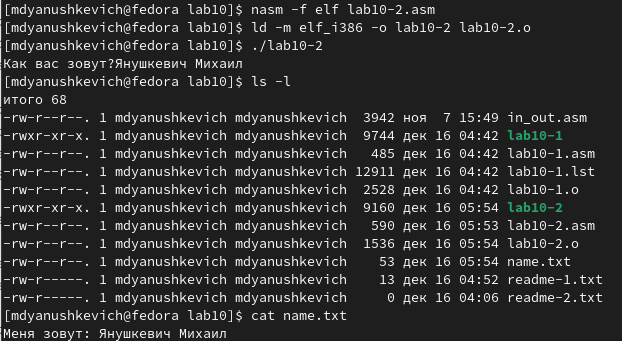 [mdyanushkevich@fedora lab10]$ nasm -f elf lab10-2.asm
[mdyanushkevich@fedora lab10]$ ld -m elf_i386 -o lab10-2 lab10-2.o
[mdyanushkevich@fedora lab10]$ ./lab10-2
Как вас зовут?Янушкевич Михаил
[mdyanushkevich@fedora lab10]$ ls -l
итого 68
-rw-r--r--. 1 mdyanushkevich mdyanushkevich  3942 ноя  7 15:49 in_out.asm
-rwxr-xr-x. 1 mdyanushkevich mdyanushkevich  9744 дек 16 04:42 lab10-1
-rw-r--r--. 1 mdyanushkevich mdyanushkevich   485 дек 16 04:42 lab10-1.asm
-rw-r--r--. 1 mdyanushkevich mdyanushkevich 12911 дек 16 04:42 lab10-1.lst
-rw-r--r--. 1 mdyanushkevich mdyanushkevich  2528 дек 16 04:42 lab10-1.o
-rwxr-xr-x. 1 mdyanushkevich mdyanushkevich  9160 дек 16 05:54 lab10-2
-rw-r--r--. 1 mdyanushkevich mdyanushkevich   590 дек 16 05:53 lab10-2.asm
-rw-r--r--. 1 mdyanushkevich mdyanushkevich  1536 дек 16 05:54 lab10-2.o
-rw-r--r--. 1 mdyanushkevich mdyanushkevich    53 дек 16 05:54 name.txt
-rw-r-----. 1 mdyanushkevich mdyanushkevich    13 дек 16 04:52 readme-1.txt
-rw-r--r--. 1 mdyanushkevich mdyanushkevich     0 дек 16 04:06 readme-2.txt
[mdyanushkevich@fedora lab10]$ cat name.txt
Меня зовут: Янушкевич Михаил